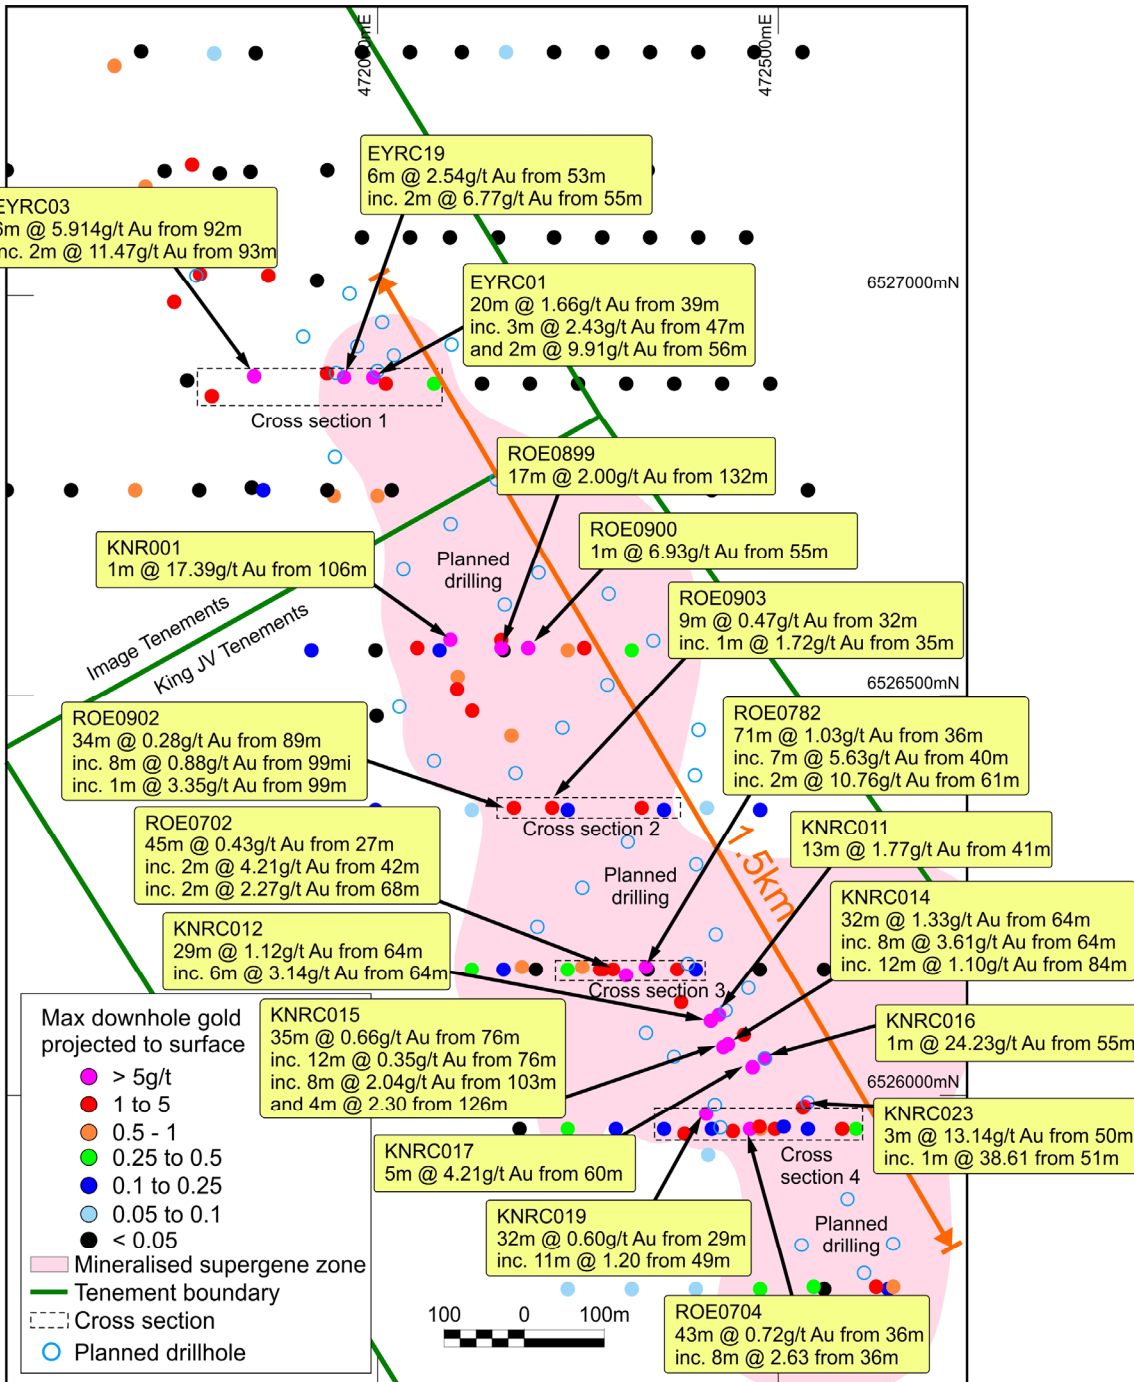 472000mE
472500mE
EYRC19
6m @ 2.54g/t Au from 53m
inc. 2m @ 6.77g/t Au from 55m
EYRC03
6m @ 5.914g/t Au from 92m
inc. 2m @ 11.47g/t Au from 93m
EYRC01
20m @ 1.66g/t Au from 39m
inc. 3m @ 2.43g/t Au from 47m
and 2m @ 9.91g/t Au from 56m
6527000mN
Cross section 1
ROE0899
17m @ 2.00g/t Au from 132m
ROE0900
1m @ 6.93g/t Au from 55m
KNR001
1m @ 17.39g/t Au from 106m
Planned
drilling
ROE0903
9m @ 0.47g/t Au from 32m
inc. 1m @ 1.72g/t Au from 35m
Image Tenements
King JV Tenements
6526500mN
ROE0902
34m @ 0.28g/t Au from 89m
inc. 8m @ 0.88g/t Au from 99mi
inc. 1m @ 3.35g/t Au from 99m
ROE0782
71m @ 1.03g/t Au from 36m
inc. 7m @ 5.63g/t Au from 40m
inc. 2m @ 10.76g/t Au from 61m
Cross section 2
ROE0702
45m @ 0.43g/t Au from 27m
inc. 2m @ 4.21g/t Au from 42m
inc. 2m @ 2.27g/t Au from 68m
KNRC011
13m @ 1.77g/t Au from 41m
1.5km
Planned
drilling
KNRC014
32m @ 1.33g/t Au from 64m
inc. 8m @ 3.61g/t Au from 64m
inc. 12m @ 1.10g/t Au from 84m
KNRC012
29m @ 1.12g/t Au from 64m
inc. 6m @ 3.14g/t Au from 64m
Cross section 3
KNRC015
35m @ 0.66g/t Au from 76m
inc. 12m @ 0.35g/t Au from 76m
inc. 8m @ 2.04g/t Au from 103m
and 4m @ 2.30 from 126m
KNRC016
1m @ 24.23g/t Au from 55m
6526000mN
KNRC023
3m @ 13.14g/t Au from 50m
inc. 1m @ 38.61 from 51m
KNRC017
5m @ 4.21g/t Au from 60m
Cross
section 4
KNRC019
32m @ 0.60g/t Au from 29m
inc. 11m @ 1.20 from 49m
Planned
drilling
ROE0704
43m @ 0.72g/t Au from 36m
inc. 8m @ 2.63 from 36m
Max downhole gold
projected to surface
> 5g/t
1 to 5
0.5 - 1
0.25 to 0.5
0.1 to 0.25
0.05 to 0.1
< 0.05
Mineralised supergene zone
Tenement boundary
Cross section
Planned drillhole
100 0 100m